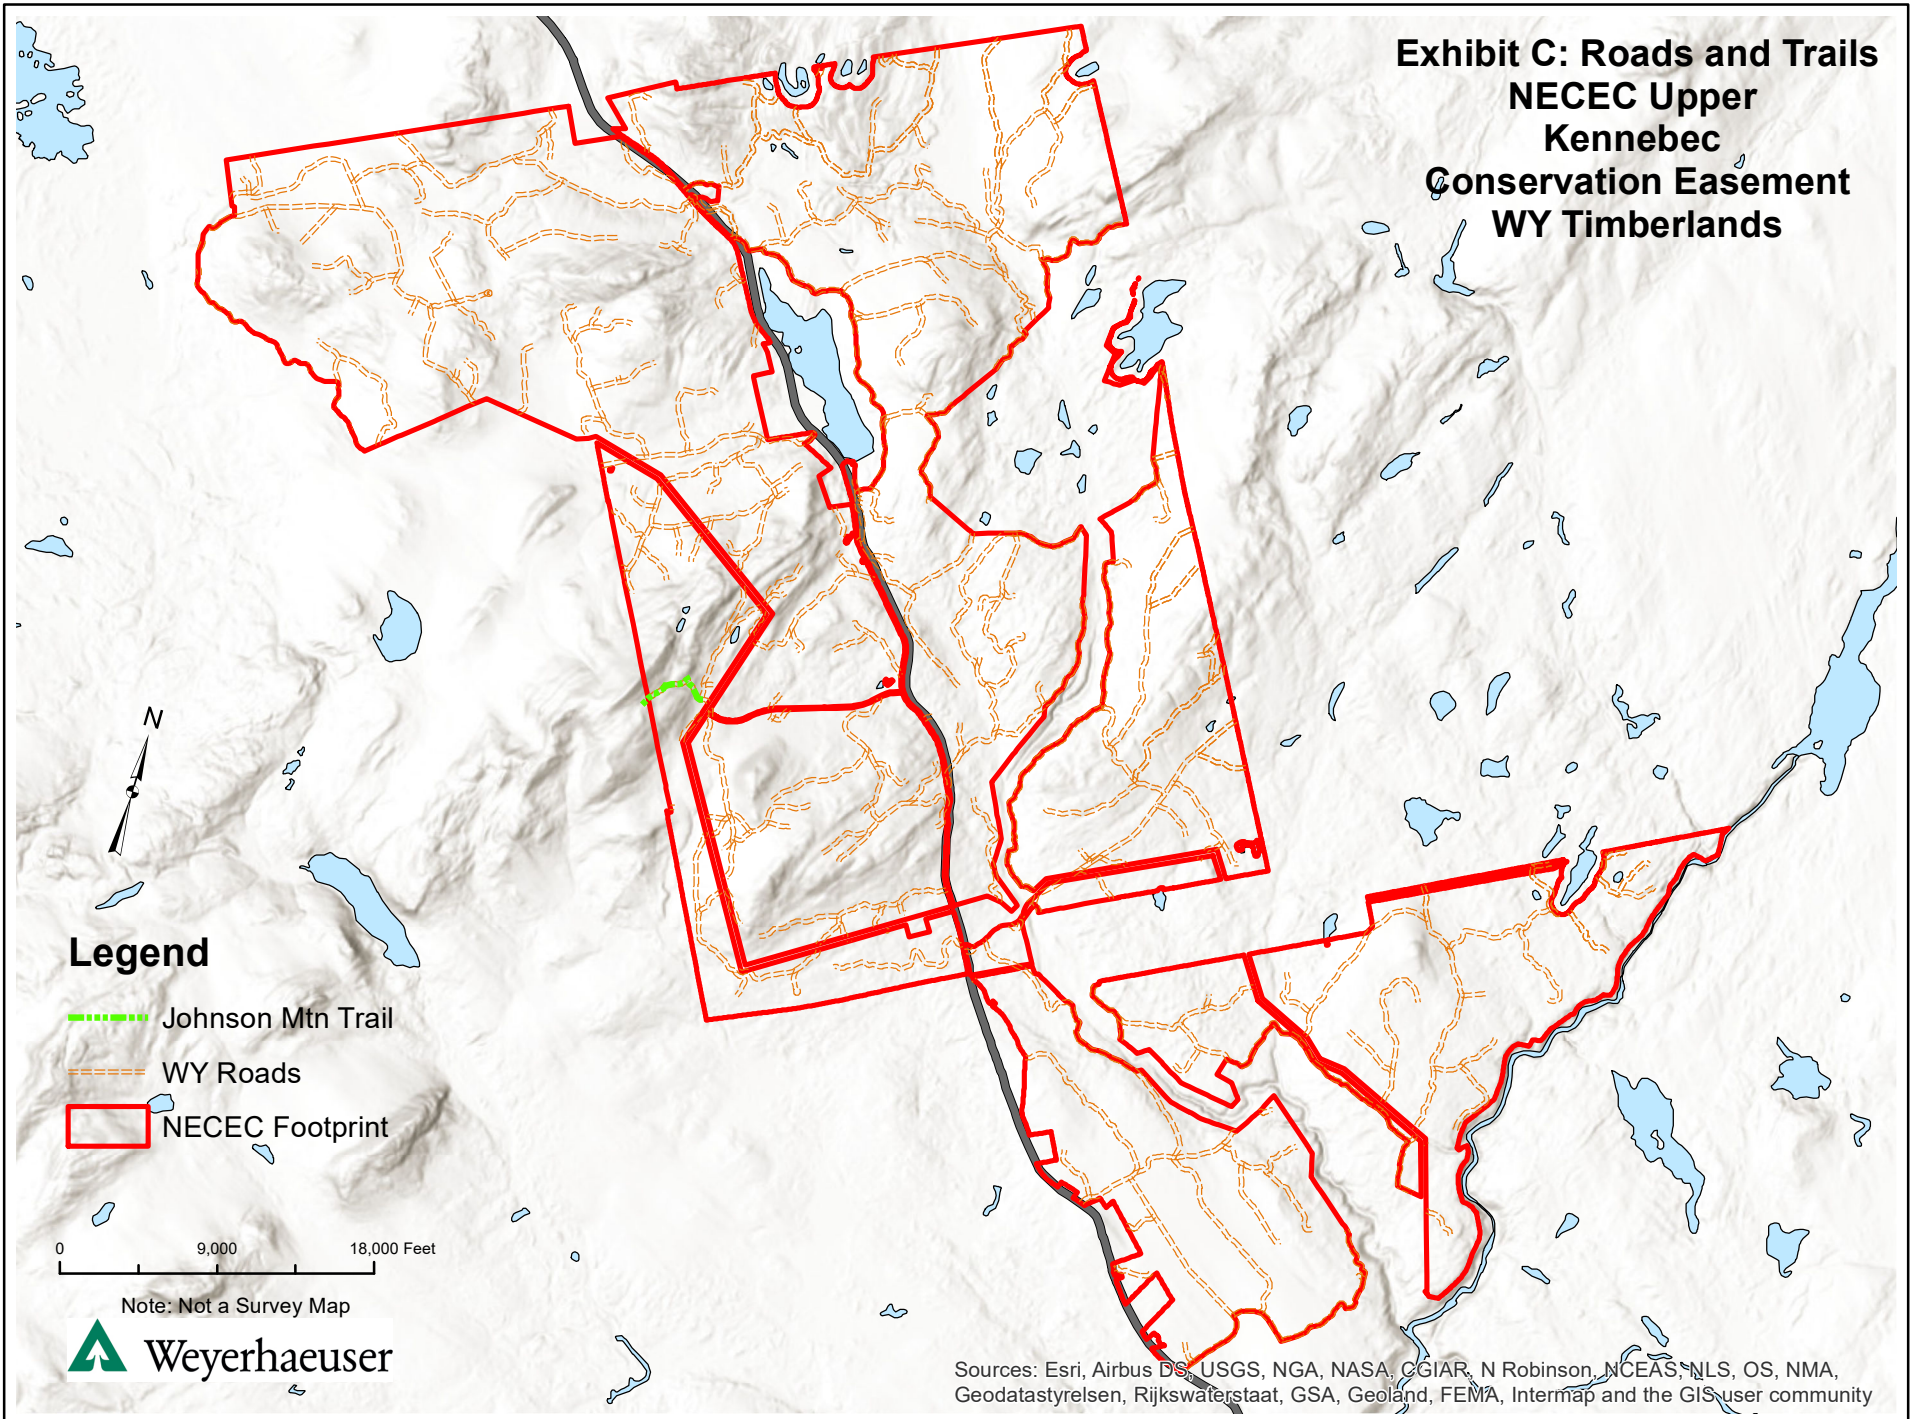 Exhibit C: Roads and Trails
NECEC Upper
Kennebec
Conservation Easement
WY Timberlands
N
Legend
Johnson Mtn Trail
WY Roads
NECEC Footprint
0 9,000 18,000 Feet
Note: Not a Survey Map
Weyerhaeuser
Sources: Esri, Airbus DS, USGS, NGA, NASA, CGIAR, N Robinson, NCEAS, NLS, OS, NMA,
Geodatastyrelsen, Rijkswaterstaat, GSA, Geoland, FEMA, Intermap and the GIS user community